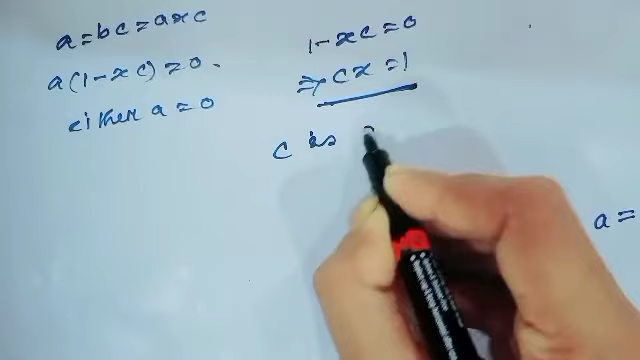 a=bc=axc
a(1-xc)=0.
either a=0
1-xc=0
⇒ cx=1
c is
a=